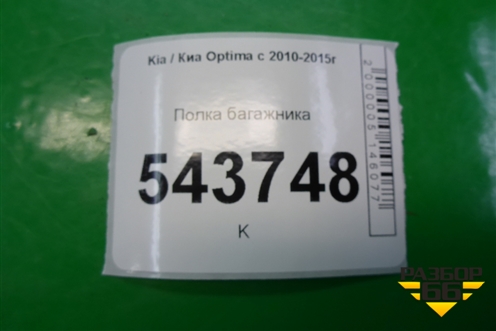 Kia / Киа Optima с 2010-2015г
Полка багажника
543748
К
2000005146077
РАЗБОР
66